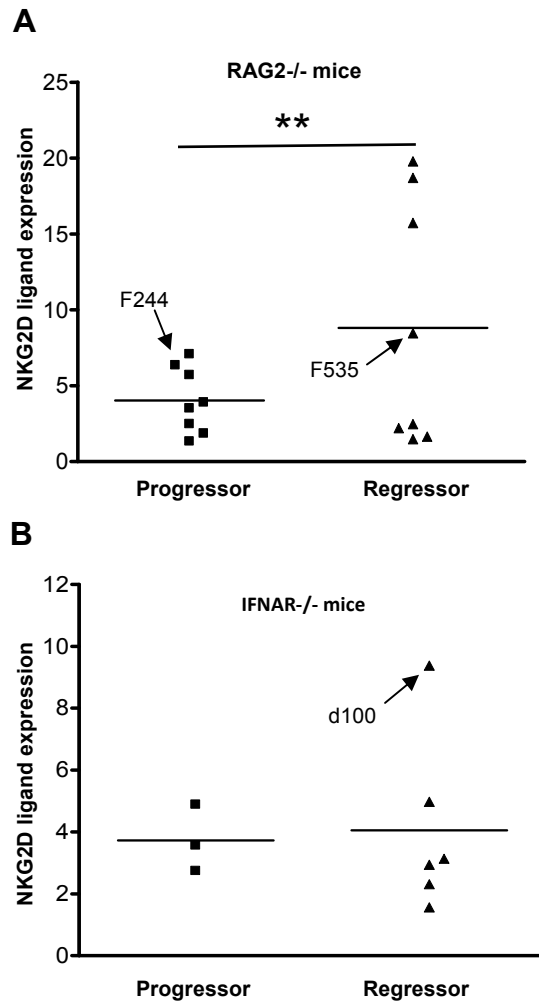 A
RAG2-/- mice
25
**
20
NKG2D ligand expression
15
F244
10
F535
5
0
Progressor
Regressor
B
12
IFNAR-/- mice
10
d100
NKG2D ligand expression
8
6
4
2
0
Progressor
Regressor